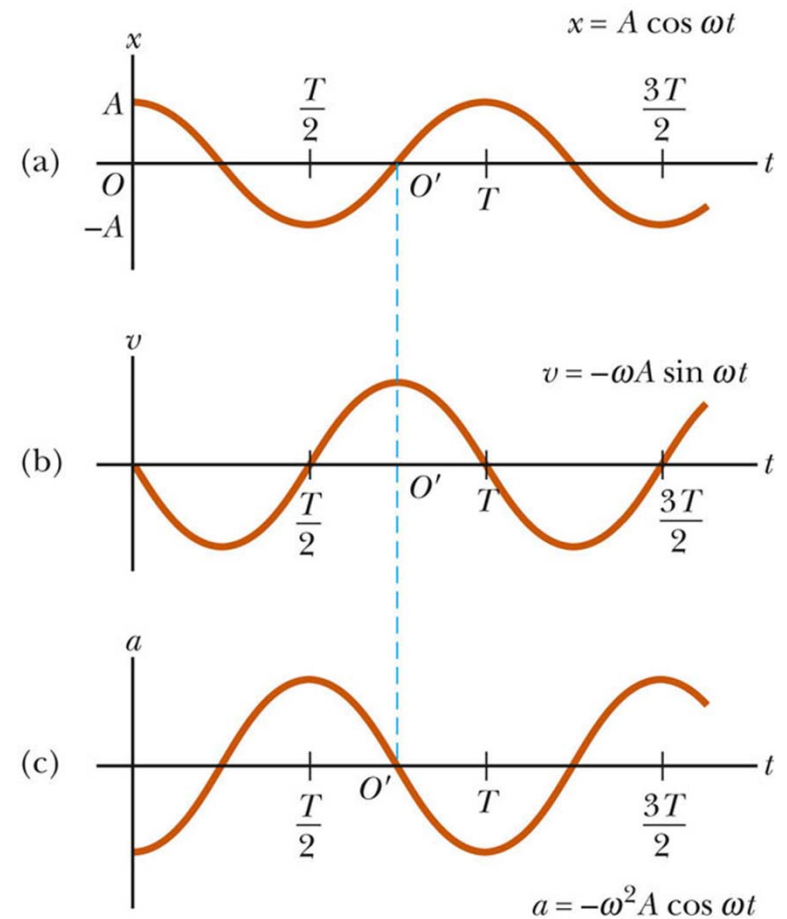 x = A cos ωt
x
A
T/2
3T/2
(a)
t
O
O′
T
–A
v
v = –ωA sin ωt
(b)
t
O′
T/2
T
3T/2
a
(c)
t
O′
T/2
T
3T/2
a = –ω²A cos ωt